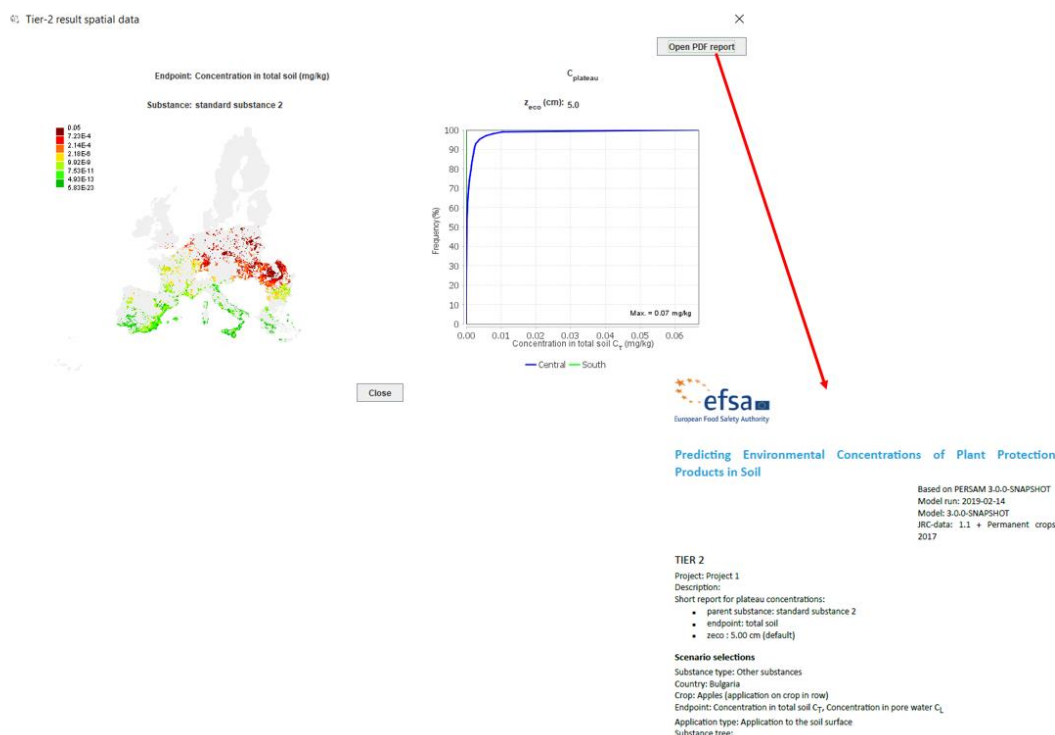 Tier-2 result spatial data
Open PDF report
Endpoint: Concentration in total soil (mg/kg)
Substance: standard substance 2
0.05
7.23E-4
2.14E-4
2.18E-6
9.92E-9
7.53E-11
4.93E-13
5.83E-23
Cplateau
zeco (cm): 5.0
100
90
80
70
60
50
40
30
20
10
0
Frequency(%)
Max. = 0.07 mg/kg
0.00 0.01 0.02 0.03 0.04 0.05 0.06
Concentration in total soil CT (mg/kg)
Central South
Close
efsa
European Food Safety Authority
Predicting Environmental Concentrations of Plant Protection
Products in Soil
Based on PERSAM 3.0.0-SNAPSHOT
Model run: 2019-02-14
Model: 3.0.0-SNAPSHOT
JRC-data: 1.1 + Permanent crops
2017
TIER 2
Project: Project 1
Description:
Short report for plateau concentrations:
• parent substance: standard substance 2
• endpoint: total soil
• zeco : 5.00 cm (default)
Scenario selections
Substance type: Other substances
Country: Bulgaria
Crop: Apples (application on crop in row)
Endpoint: Concentration in total soil CT, Concentration in pore water CL
Application type: Application to the soil surface
Substance tree: